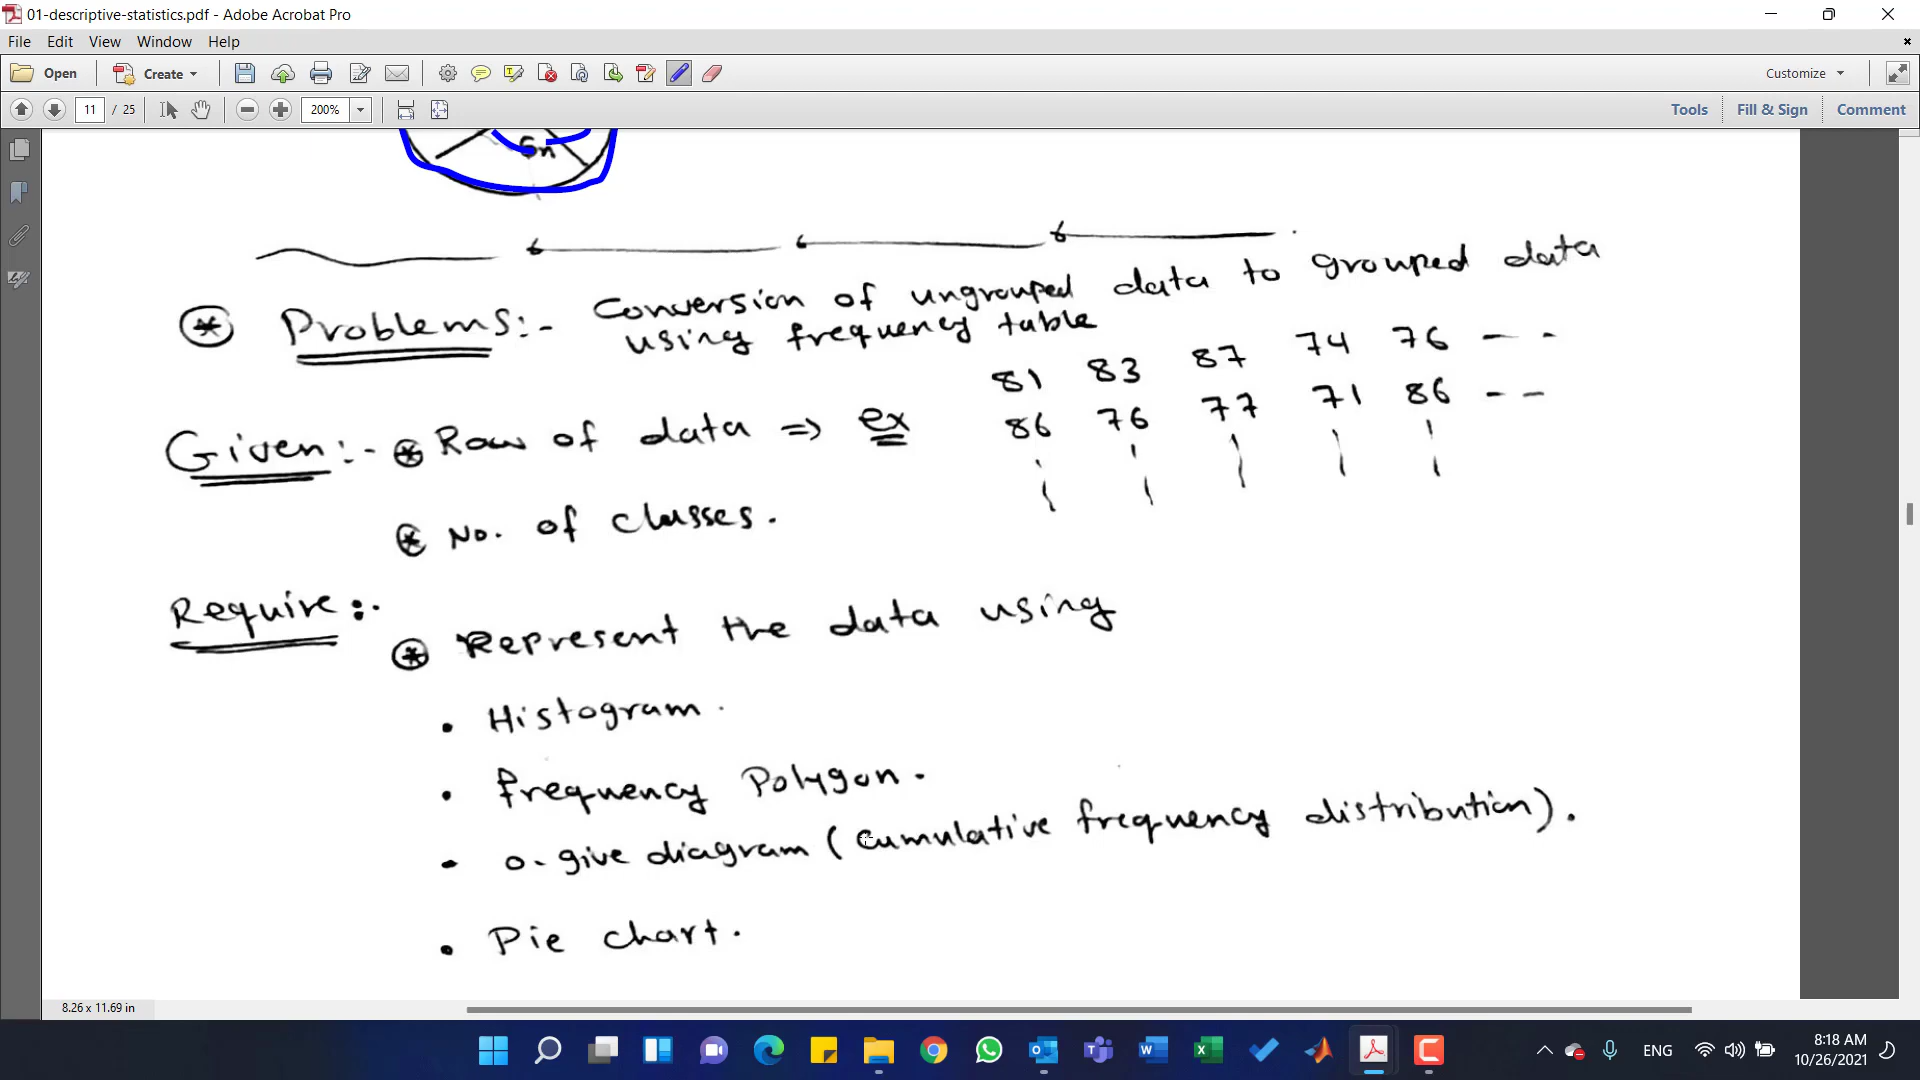 01-descriptive-statistics.pdf - Adobe Acrobat Pro
File Edit View Window Help
Open Create Customize
11 / 25 200% Tools Fill & Sign Comment
5n
* Problems:- Conversion of ungrouped data to grouped data
using frequency table
81 83 87 74 76 - -
Given:- * Row of data => ex 86 76 77 71 86 - -
* No. of classes.
Require:-
* Represent the data using
• Histogram.
• frequency Polygon.
• o-give diagram (Cumulative frequency distribution).
• Pie chart.
8.26 x 11.69 in
ENG 8:18 AM
10/26/2021